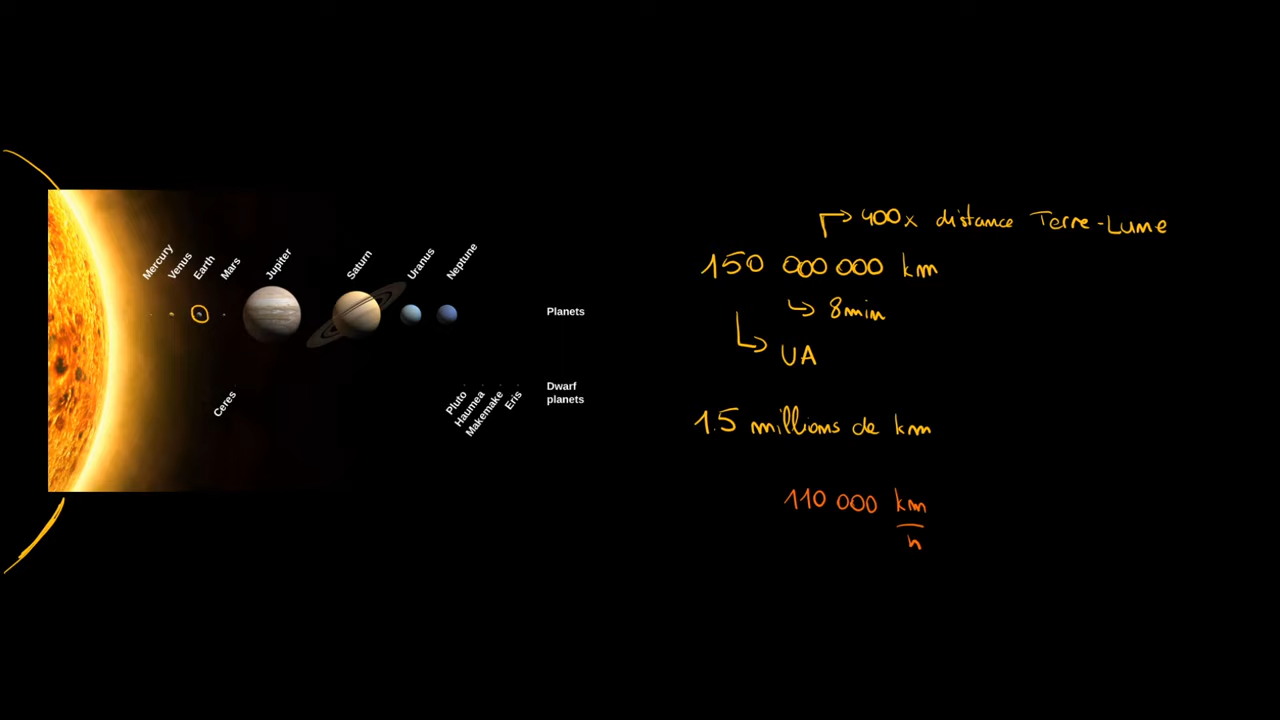 Mercury
Venus
Earth
Mars
Jupiter
Saturn
Uranus
Neptune
Planets
Ceres
Pluto
Haumea
Makemake
Eris
Dwarf
planets
400x distance Terre-Lune
150 000 000 km
8min
UA
1.5 millions de km
110 000 km
h